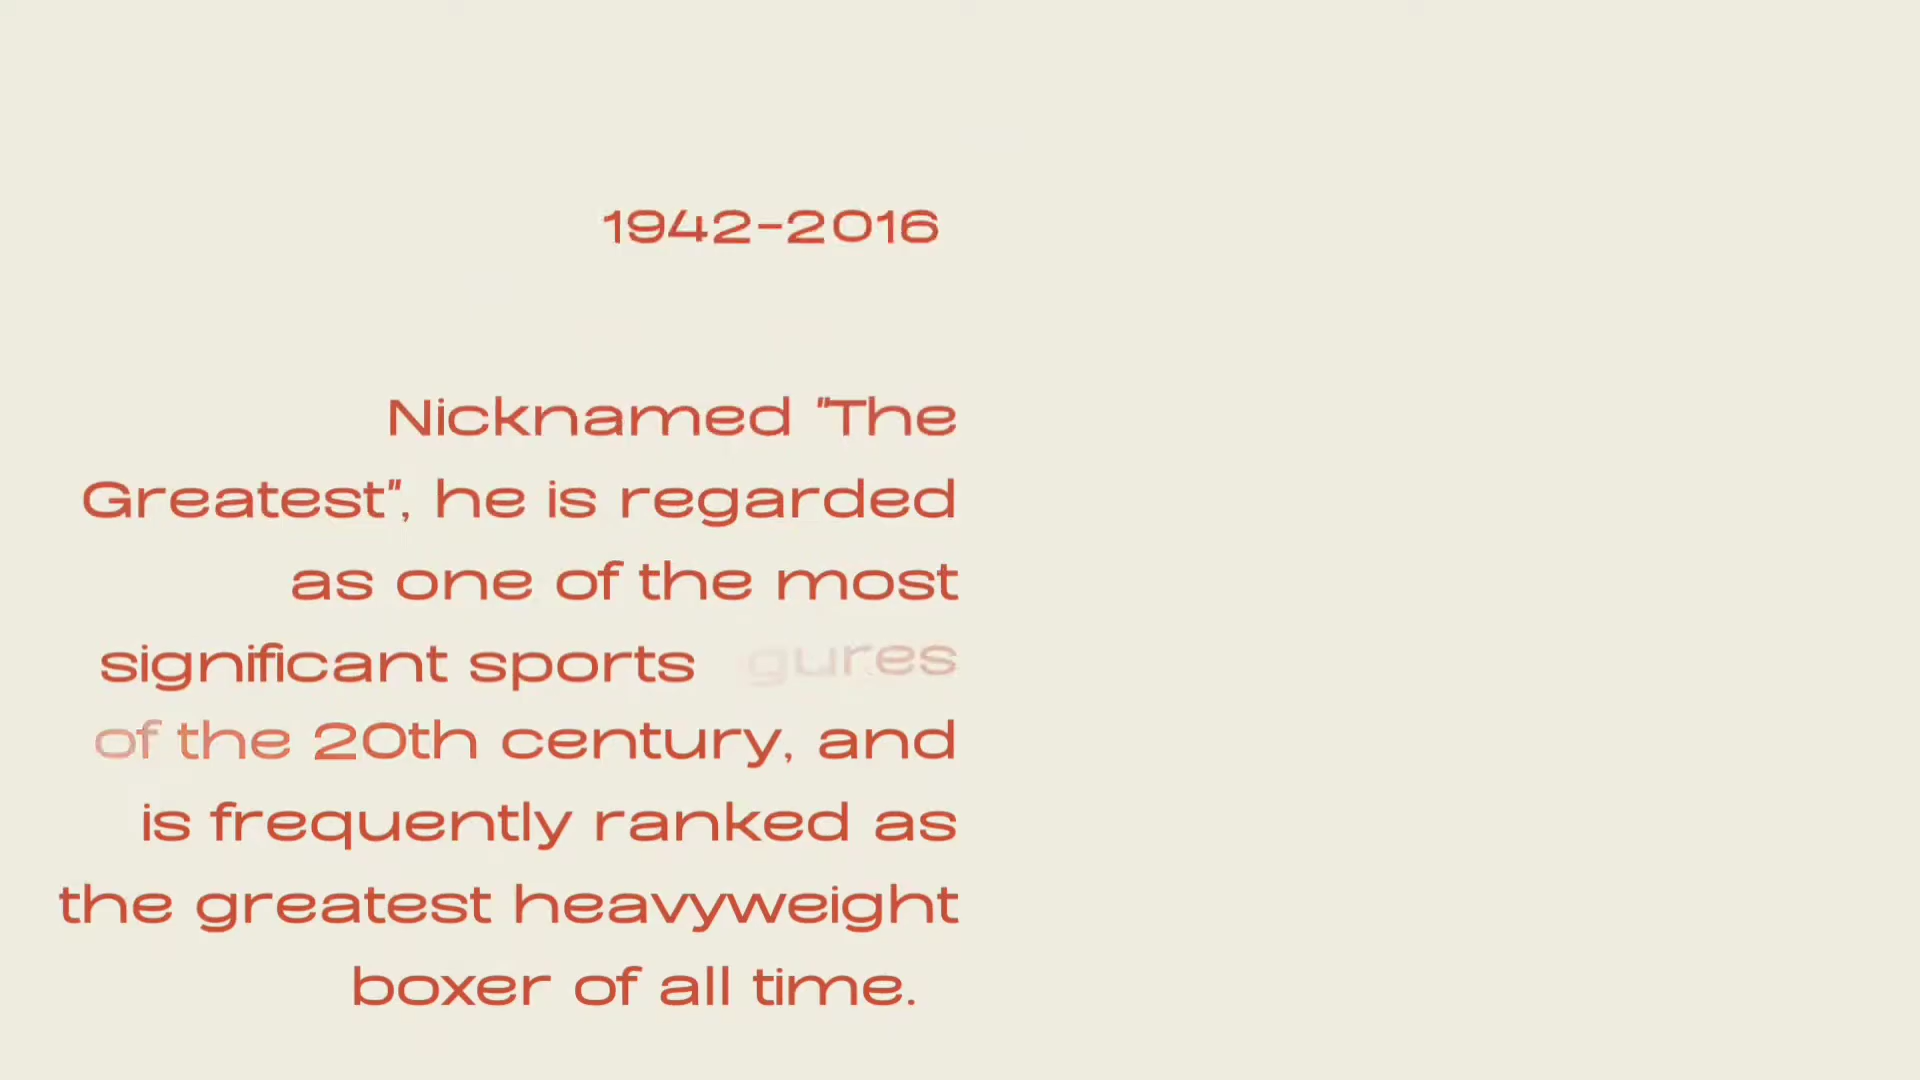 1942-2016
Nicknamed "The
Greatest", he is regarded
as one of the most
significant sports gures
of the 20th century, and
is frequently ranked as
the greatest heavyweight
boxer of all time.